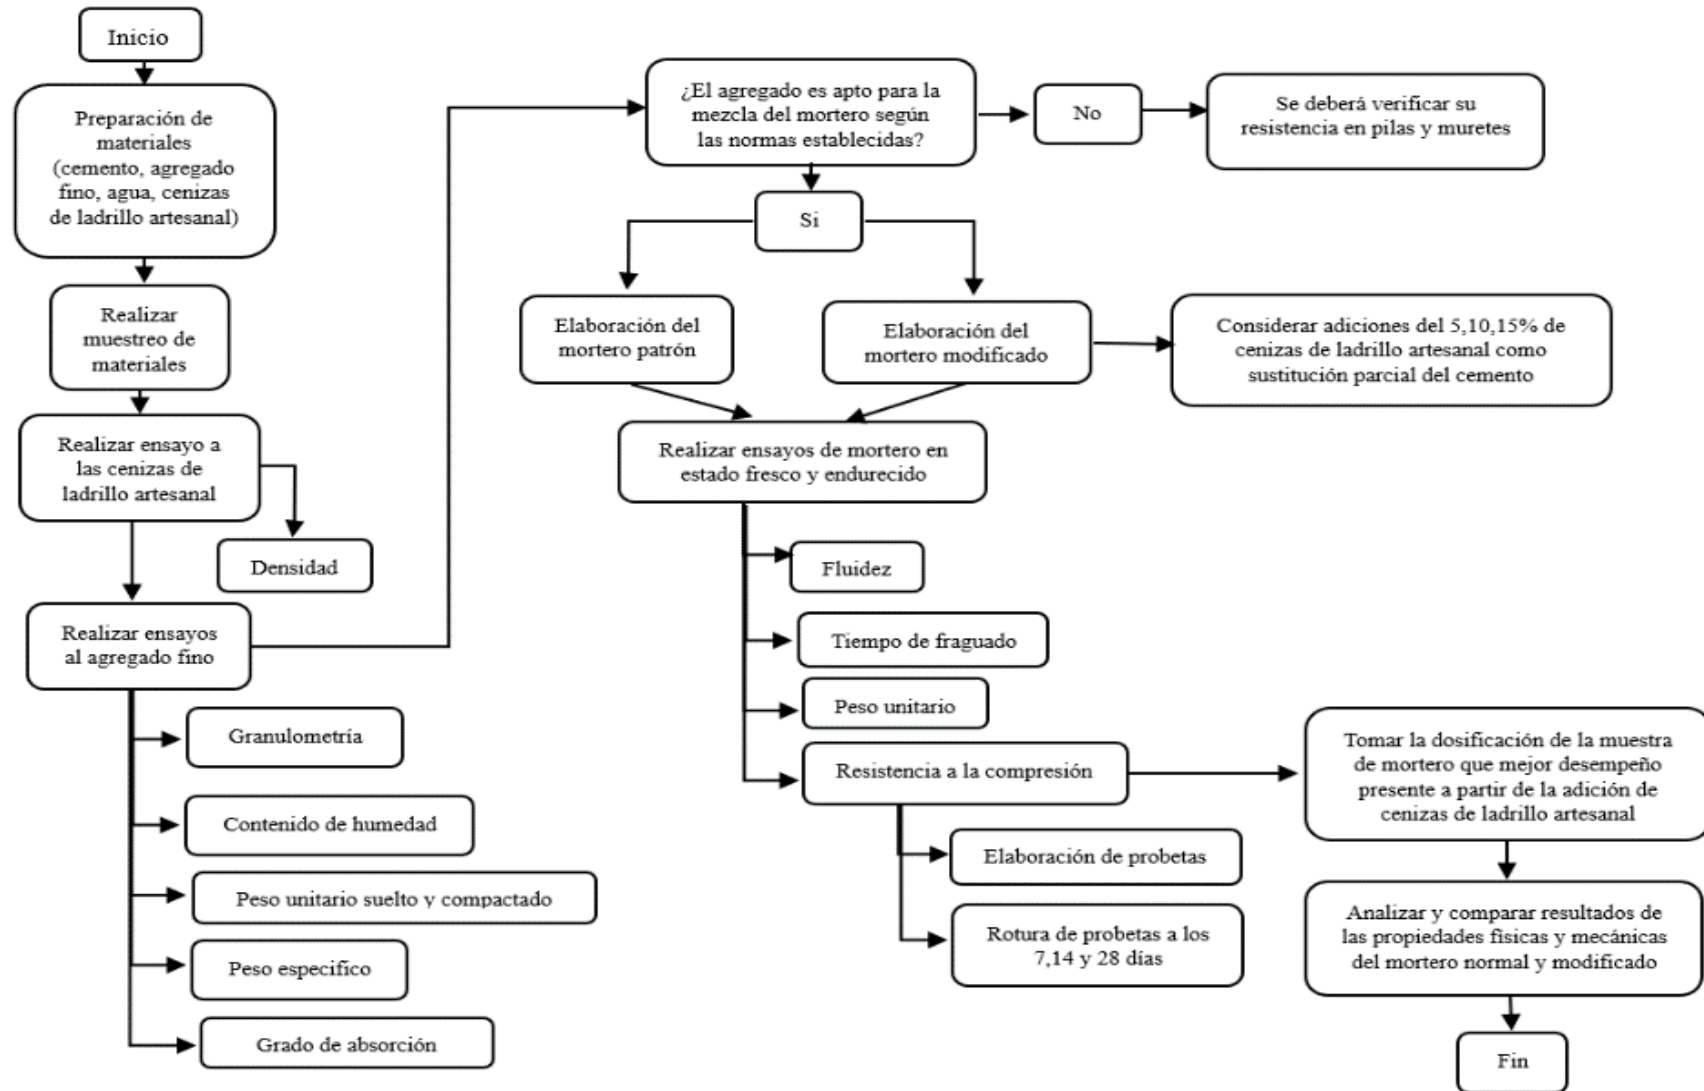 Inicio
Preparación de
materiales
(cemento, agregado
fino, agua, cenizas
de ladrillo artesanal)
Realizar
muestreo de
materiales
Realizar ensayo a
las cenizas de
ladrillo artesanal
Densidad
Realizar ensayos
al agregado fino
Granulometría
Contenido de humedad
Peso unitario suelto y compactado
Peso especifico
Grado de absorción
¿El agregado es apto para la
mezcla del mortero según
las normas establecidas?
No
Se deberá verificar su
resistencia en pilas y muretes
Si
Elaboración del
mortero patrón
Elaboración del
mortero modificado
Considerar adiciones del 5,10,15% de
cenizas de ladrillo artesanal como
sustitución parcial del cemento
Realizar ensayos de mortero en
estado fresco y endurecido
Fluidez
Tiempo de fraguado
Peso unitario
Resistencia a la compresión
Elaboración de probetas
Rotura de probetas a los
7,14 y 28 días
Tomar la dosificación de la muestra
de mortero que mejor desempeño
presente a partir de la adición de
cenizas de ladrillo artesanal
Analizar y comparar resultados de
las propiedades físicas y mecánicas
del mortero normal y modificado
Fin